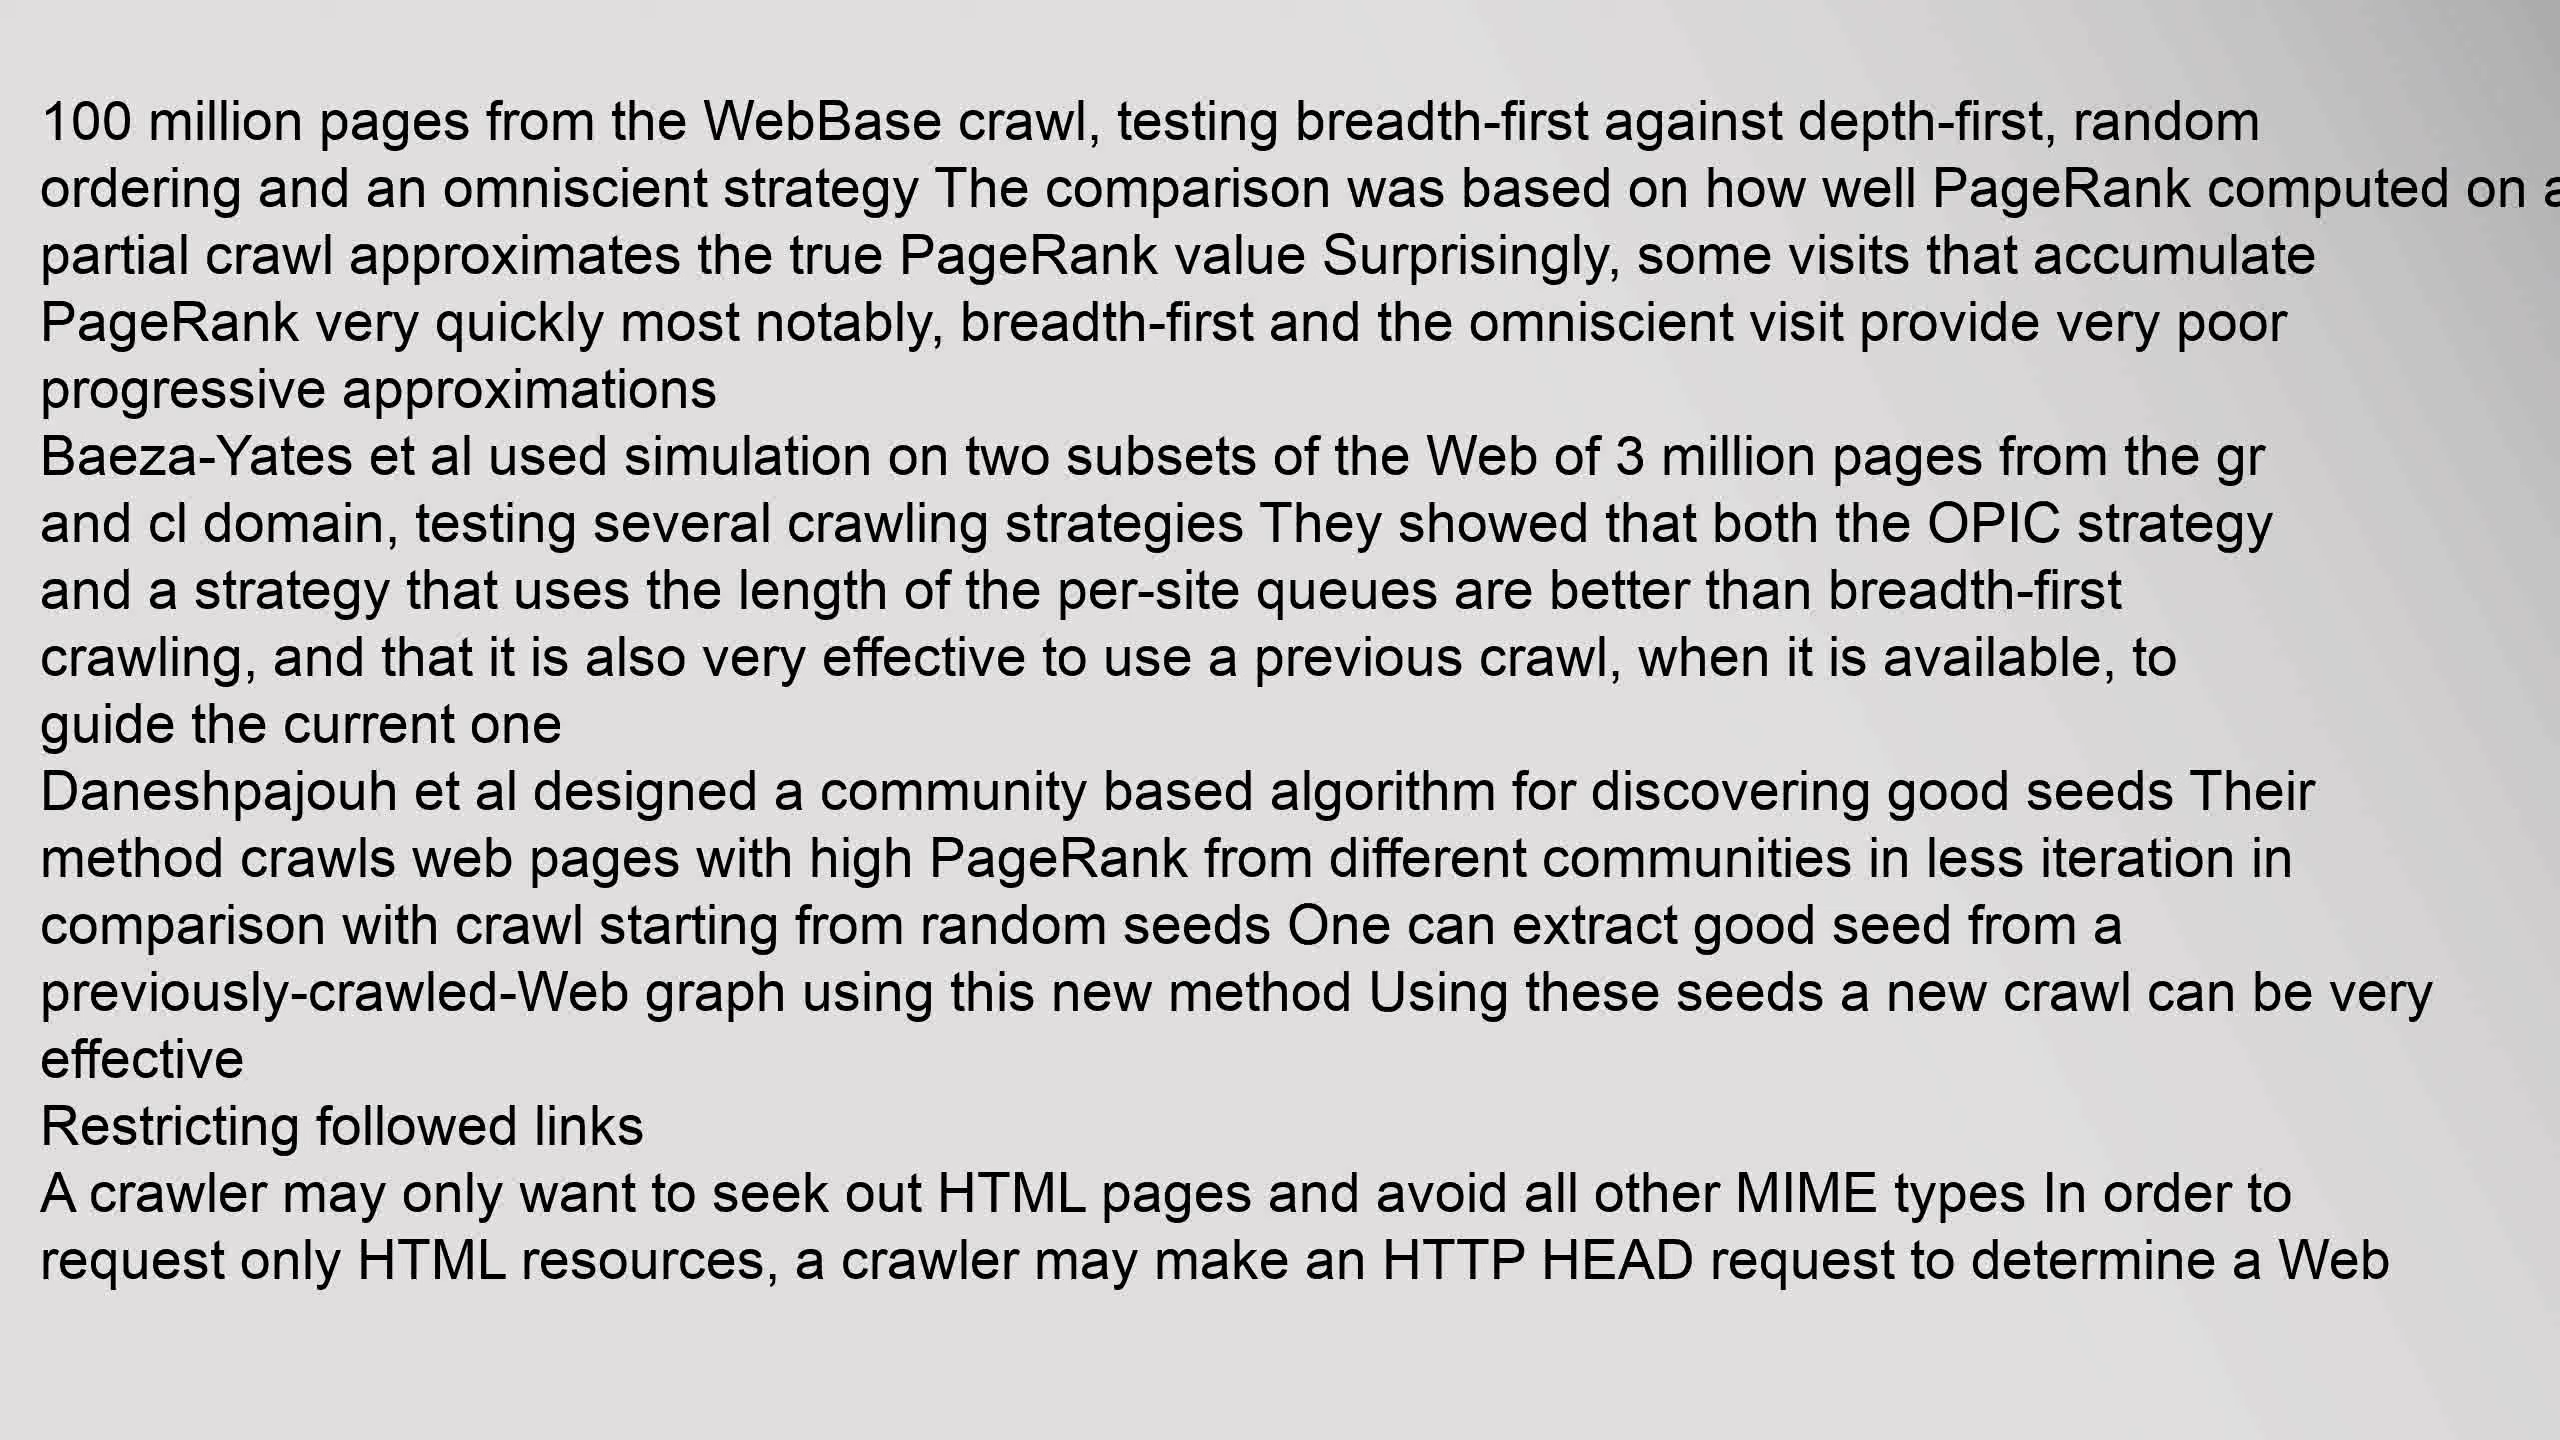 100 million pages from the WebBase crawl, testing breadth-first against depth-first, random
ordering and an omniscient strategy The comparison was based on how well PageRank computed on a
partial crawl approximates the true PageRank value Surprisingly, some visits that accumulate
PageRank very quickly most notably, breadth-first and the omniscient visit provide very poor
progressive approximations
Baeza-Yates et al used simulation on two subsets of the Web of 3 million pages from the gr
and cl domain, testing several crawling strategies They showed that both the OPIC strategy
and a strategy that uses the length of the per-site queues are better than breadth-first
crawling, and that it is also very effective to use a previous crawl, when it is available, to
guide the current one
Daneshpajouh et al designed a community based algorithm for discovering good seeds Their
method crawls web pages with high PageRank from different communities in less iteration in
comparison with crawl starting from random seeds One can extract good seed from a
previously-crawled-Web graph using this new method Using these seeds a new crawl can be very
effective
Restricting followed links
A crawler may only want to seek out HTML pages and avoid all other MIME types In order to
request only HTML resources, a crawler may make an HTTP HEAD request to determine a Web